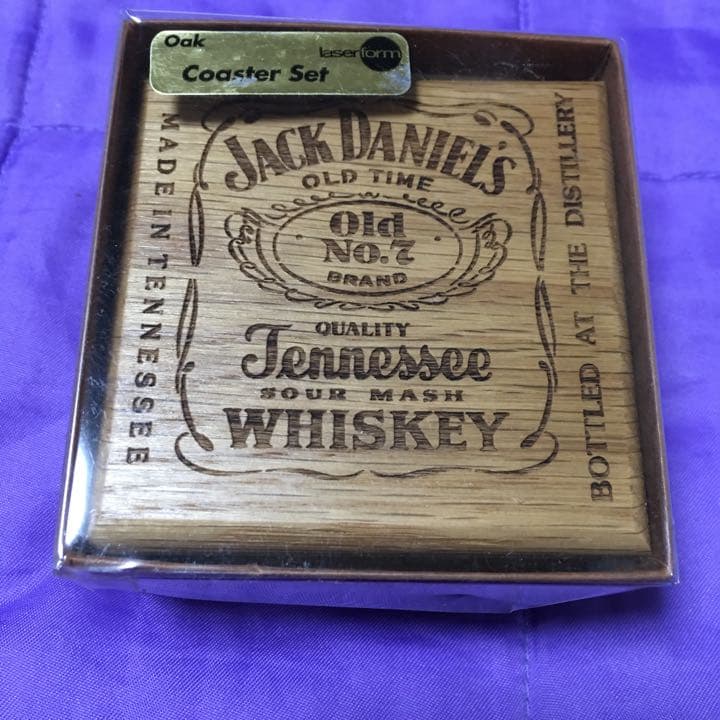 Oak
laserform
Coaster Set
MADE IN TENNESSEE
JACK DANIEL'S
OLD TIME
Old
No.7
BRAND
QUALITY
Tennessee
SOUR MASH
WHISKEY
BOTTLED AT THE DISTILLERY